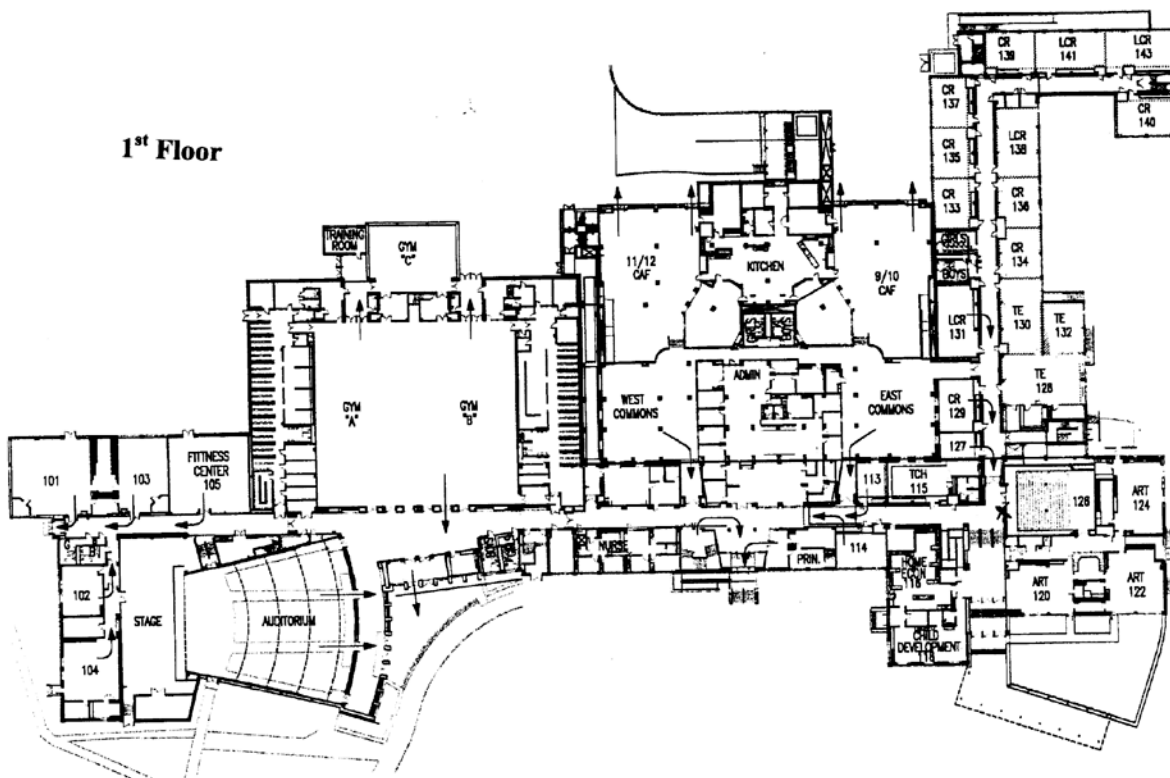 1st Floor
CR
139
LCR
141
LCR
143
CR
137
CR
140
LCR
138
CR
135
CR
133
CR
136
GIRLS
BOYS
CR
134
TRAINING
ROOM
GYM
"C"
11/12
CAF
KITCHEN
9/10
CAF
GIRLS
BOYS
LCR
131
TE
130
TE
132
TE
128
GYM
"A"
GYM
"B"
WEST
COMMONS
ADMIN
EAST
COMMONS
CR
129
127
101
103
FITTNESS
CENTER
105
113
TCH
115
126
ART
124
NURSE
PRIN.
114
HOME
ECON
116
ART
120
ART
122
102
104
STAGE
AUDITORIUM
CHILD
DEVELOPMENT
118